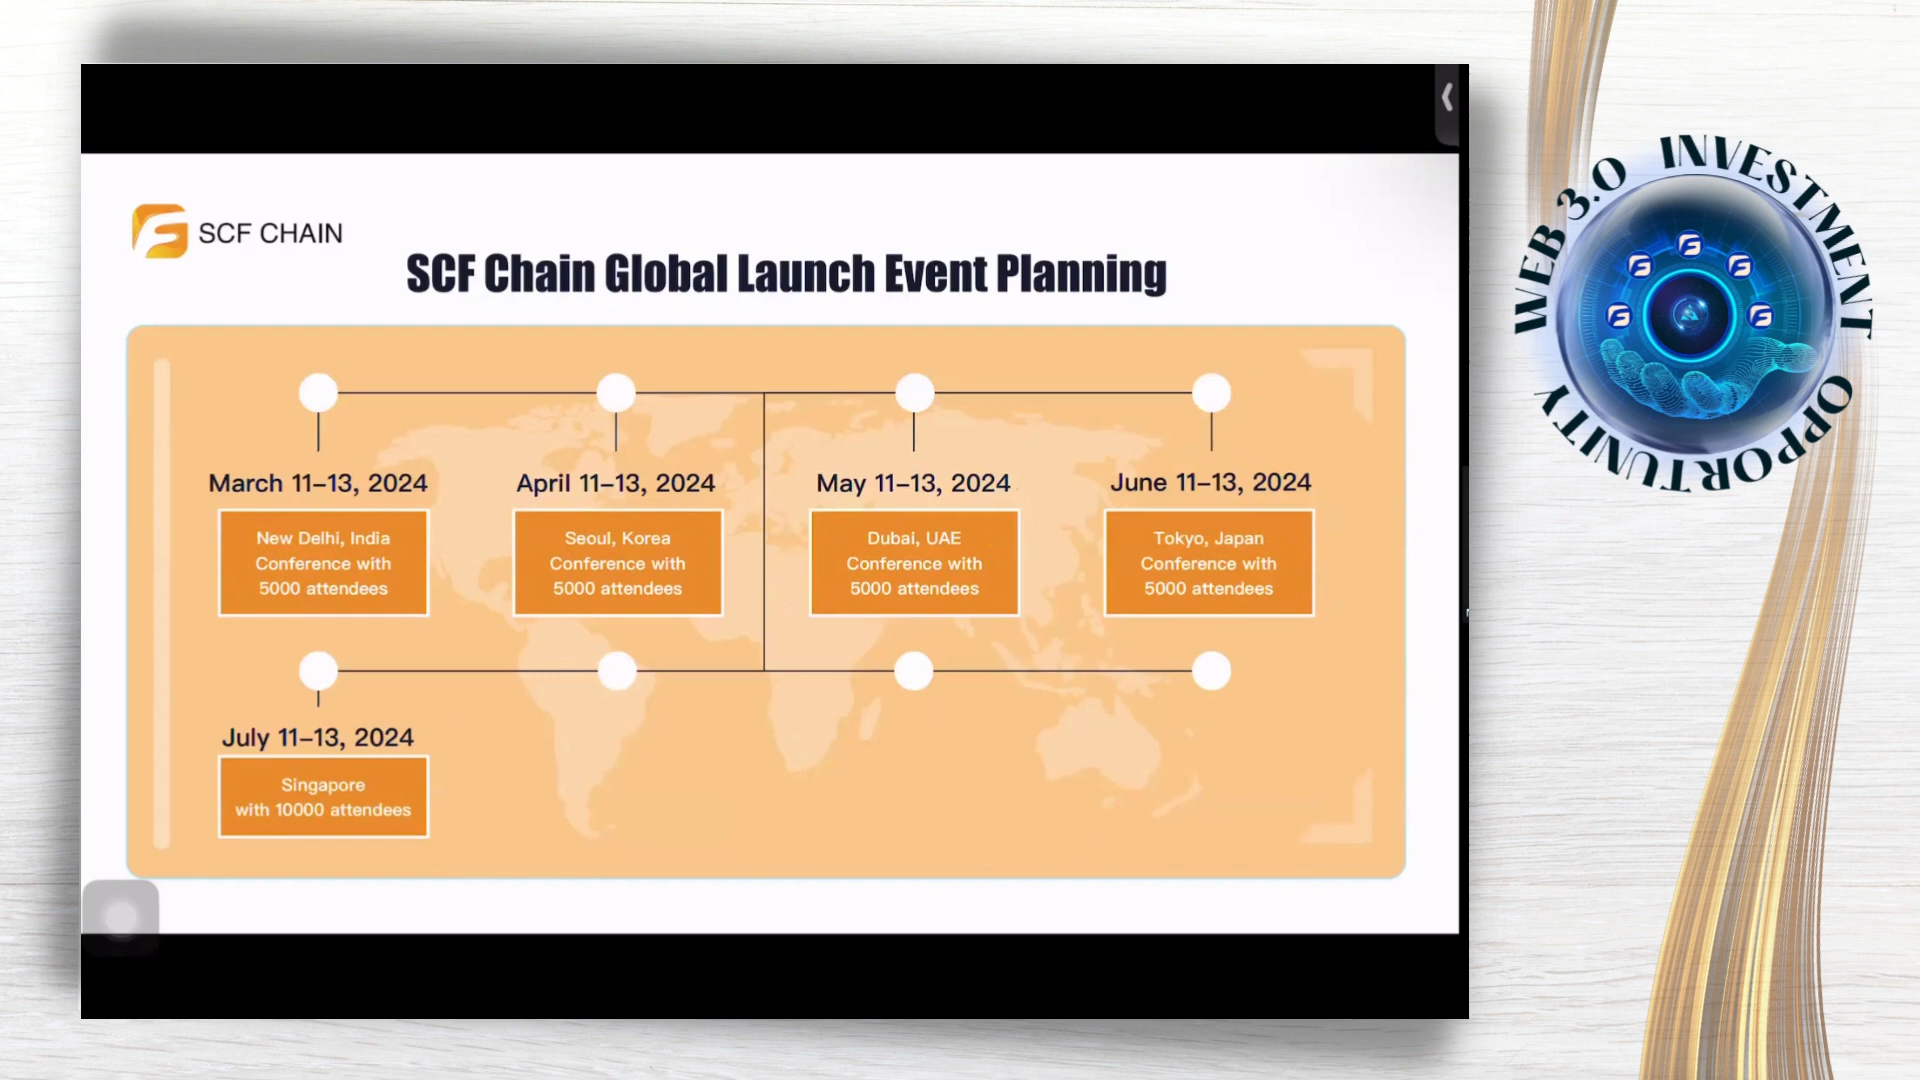 SCF CHAIN
SCF Chain Global Launch Event Planning
March 11–13, 2024
New Delhi, India
Conference with
5000 attendees
April 11–13, 2024
Seoul, Korea
Conference with
5000 attendees
May 11–13, 2024
Dubai, UAE
Conference with
5000 attendees
June 11–13, 2024
Tokyo, Japan
Conference with
5000 attendees
July 11–13, 2024
Singapore
with 10000 attendees
WEB 3.0 INVESTMENT
OPPORTUNITY